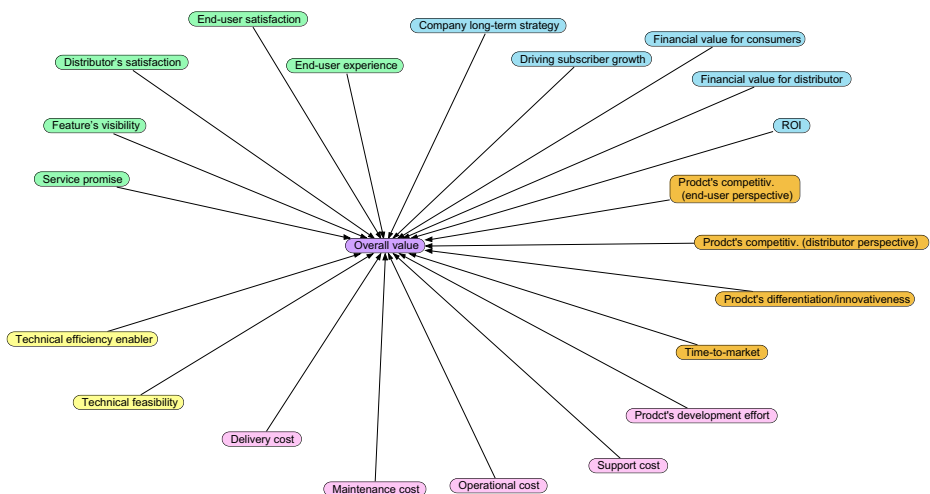 End-user satisfaction
Company long-term strategy
Financial value for consumers
Driving subscriber growth
Distributor's satisfaction
End-user experience
Financial value for distributor
Feature's visibility
ROI
Service promise
Prodct's competitiv.
(end-user perspective)
Overall value
Prodct's competitiv. (distributor perspective)
Prodct's differentiation/innovativeness
Technical efficiency enabler
Time-to-market
Technical feasibility
Prodct's development effort
Delivery cost
Support cost
Maintenance cost
Operational cost